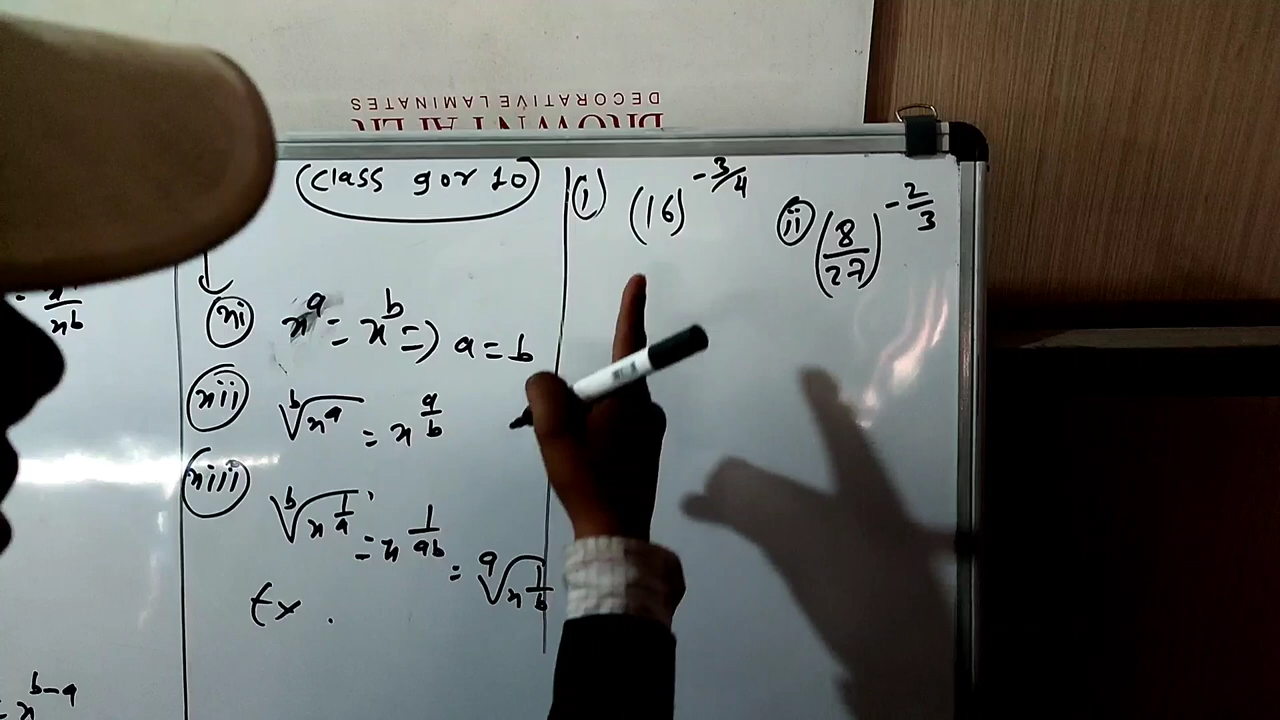 DECORATIVE LAMINATES
(Class 9 or 10)
x^b
xi) x^a = x^b => a = b
xii) ᵇ√x^a = x^(a/b)
xiii) ᵇ√x^(1/a) = x^(1/ab) = ᵃ√x^(1/b)
Ex.
= x^(b-a)
i) (16)^(-3/4)
ii) (8/27)^(-2/3)